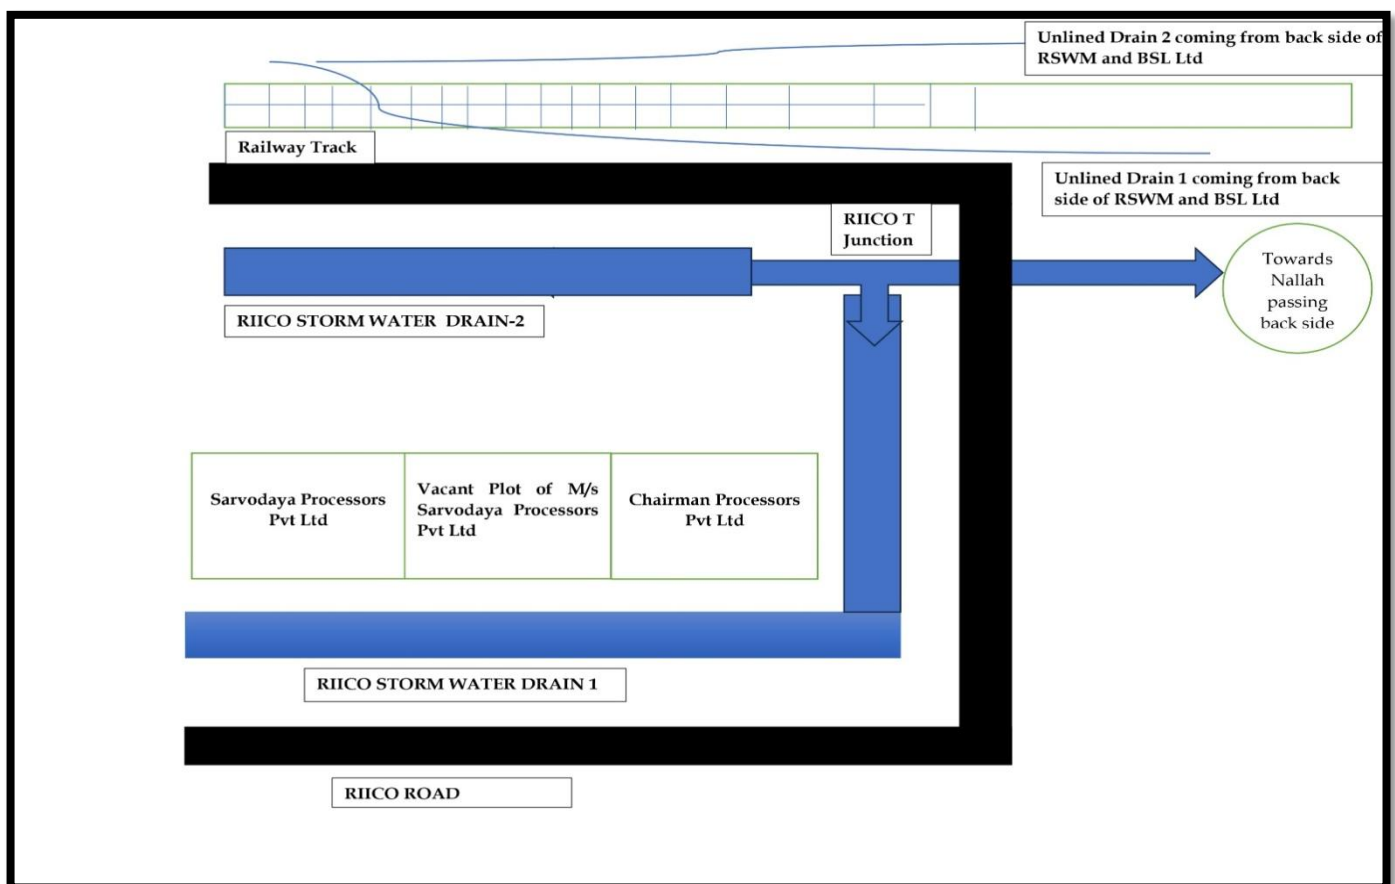 Unlined Drain 2 coming from back side of
RSWM and BSL Ltd
Railway Track
Unlined Drain 1 coming from back
side of RSWM and BSL Ltd
RIICO T
Junction
Towards
Nallah
passing
back side
RIICO STORM WATER DRAIN-2
Sarvodaya Processors
Pvt Ltd
Vacant Plot of M/s
Sarvodaya Processors
Pvt Ltd
Chairman Processors
Pvt Ltd
RIICO STORM WATER DRAIN 1
RIICO ROAD